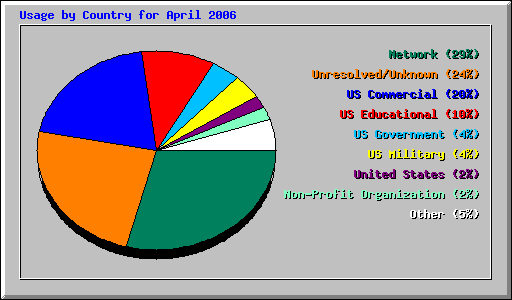 Usage by Country for April 2006
Network (29%)
Unresolved/Unknown (24%)
US Commercial (20%)
US Educational (10%)
US Government (4%)
US Military (4%)
United States (2%)
Non-Profit Organization (2%)
Other (5%)